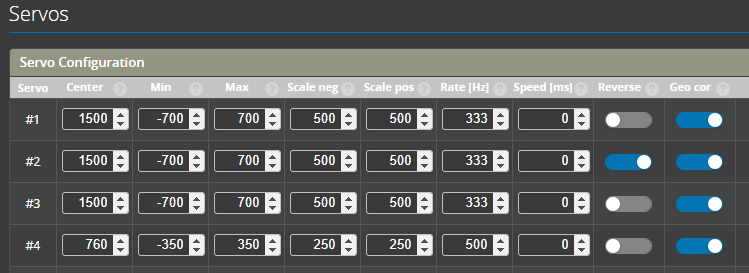 Servos
Servo Configuration
Servo Center ? Min ? Max ? Scale neg ? Scale pos ? Rate [Hz] ? Speed [ms] ? Reverse ? Geo cor ?
#1 1500 -700 700 500 500 333 0
#2 1500 -700 700 500 500 333 0
#3 1500 -700 700 500 500 333 0
#4 760 -350 350 250 250 500 0